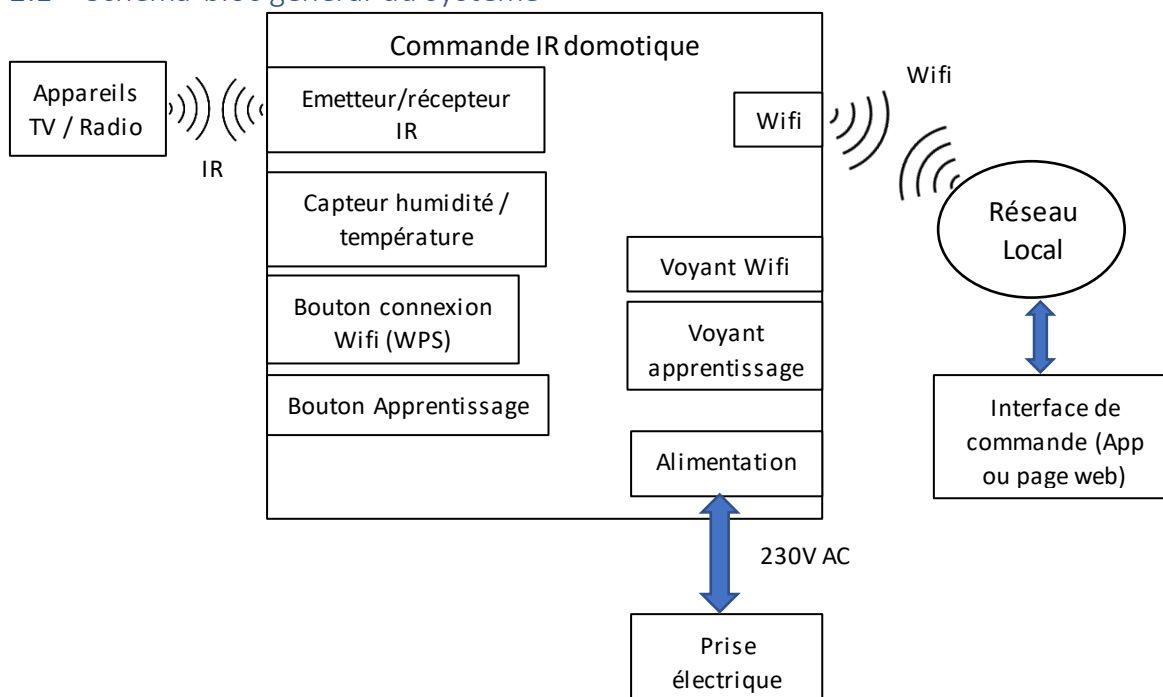 Commande IR domotique
Appareils
TV / Radio
IR
Emetteur/récepteur
IR
Capteur humidité /
température
Bouton connexion
Wifi (WPS)
Bouton Apprentissage
Wifi
Wifi
Voyant Wifi
Voyant
apprentissage
Alimentation
Réseau
Local
Interface de
commande (App
ou page web)
230V AC
Prise
électrique